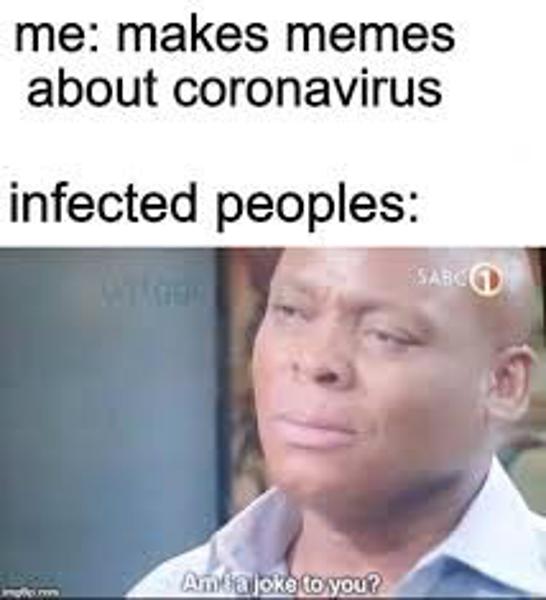 me: makes memes
about coronavirus
infected peoples:
SABC 1
Am I a joke to you?
imgflip.com